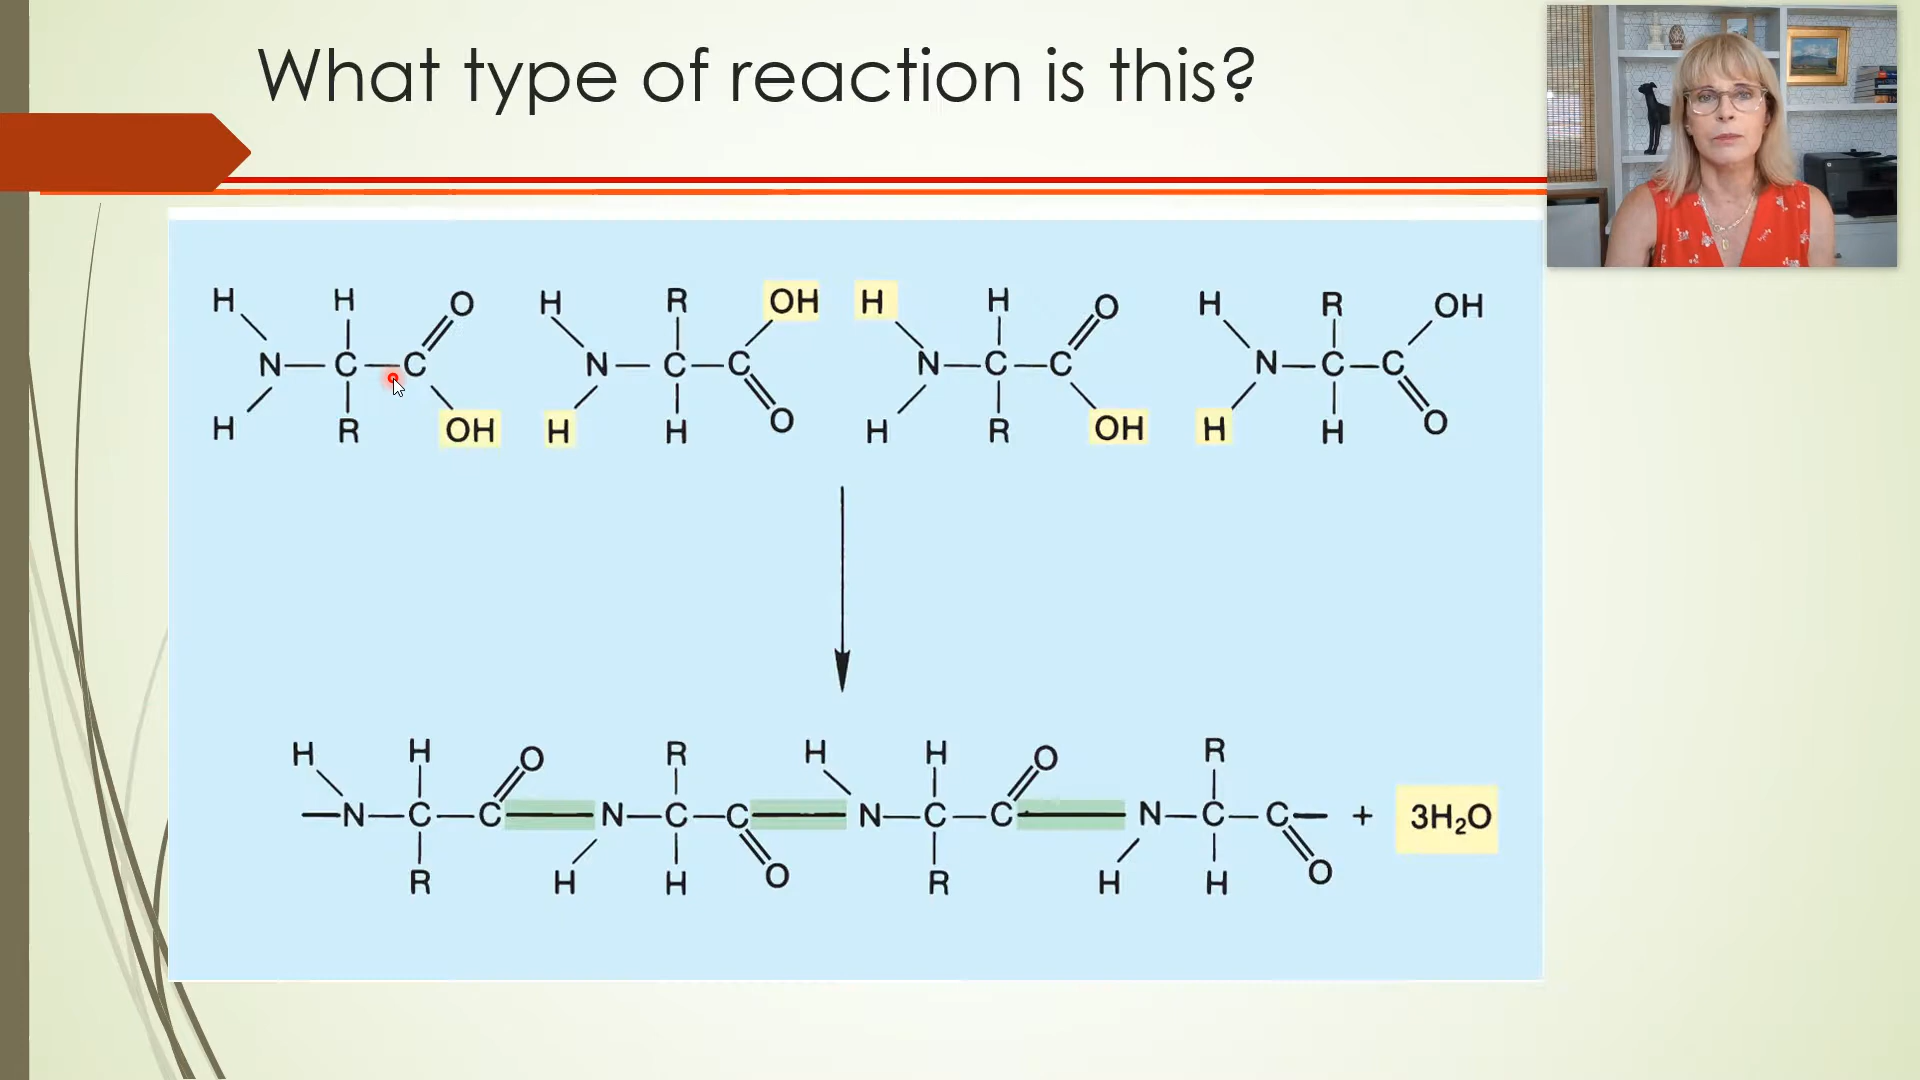 What type of reaction is this?
H H O H R OH H H O H R OH
N—C—C N—C—C N—C—C N—C—C
H R OH H H O H R OH H H O
H H O R H H O R
—N—C—C—N—C—C—N—C—C—N—C—C— + 3H₂O
R H H O R H H O